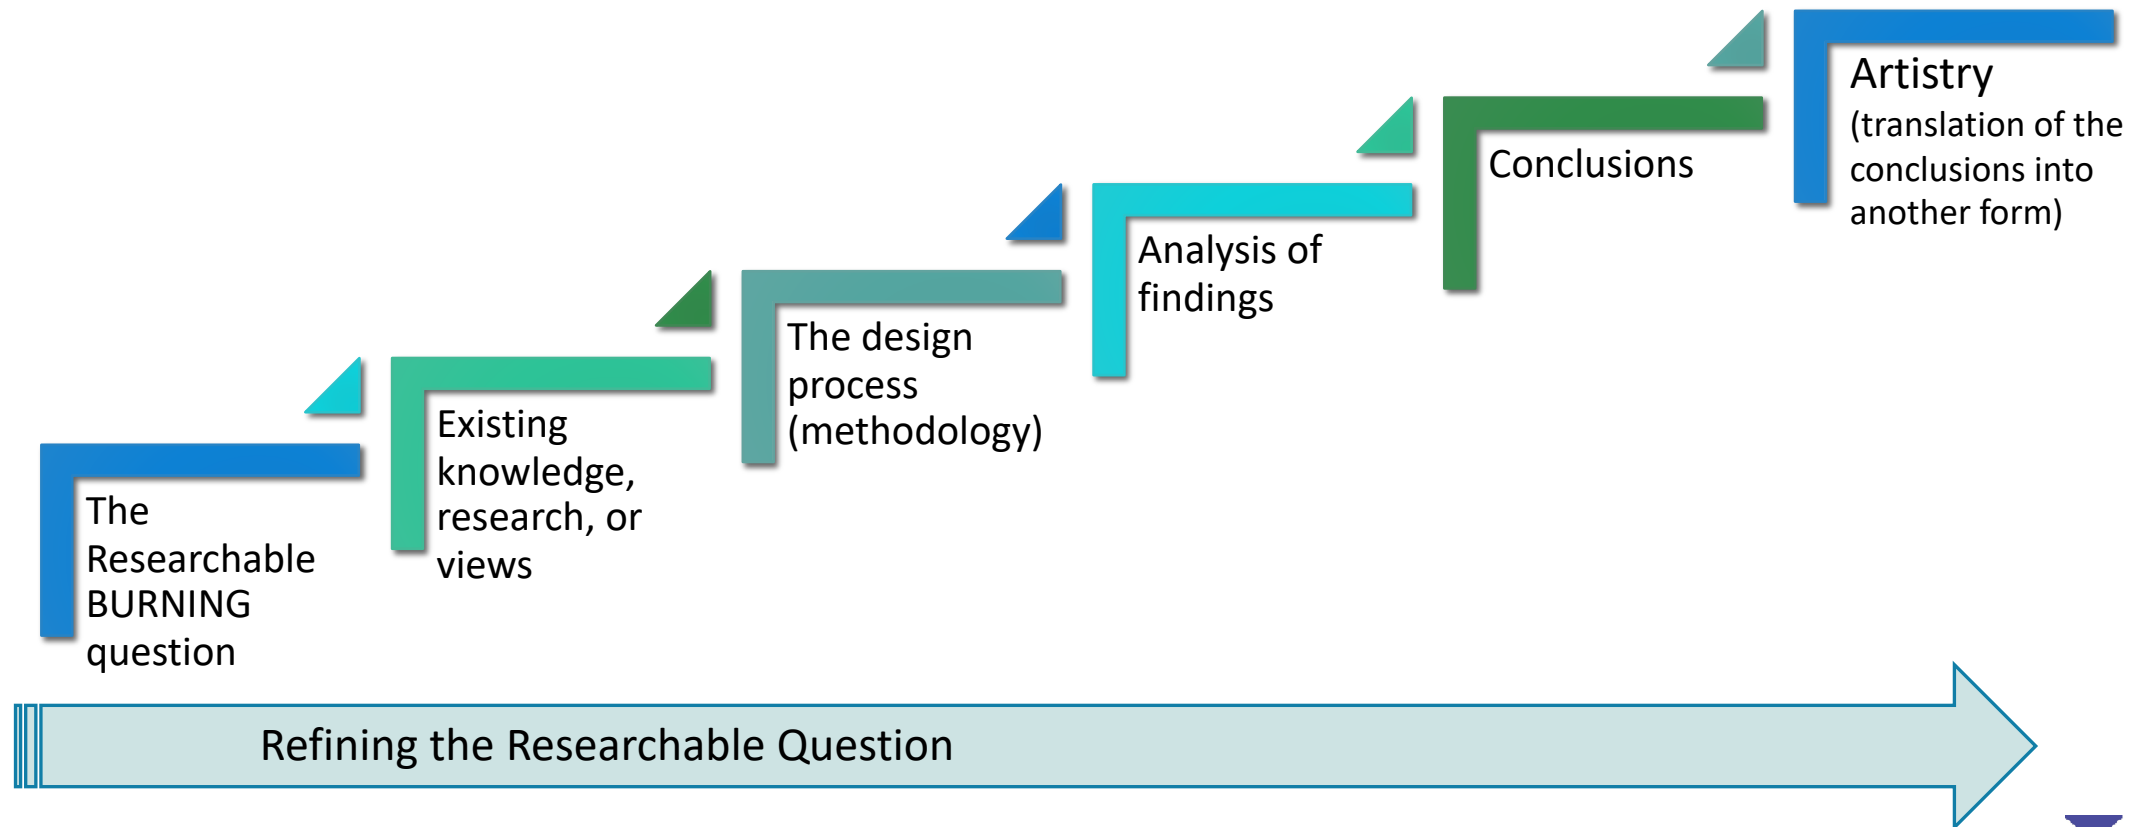 The
Researchable
BURNING
question
Existing
knowledge,
research, or
views
The design
process
(methodology)
Analysis of
findings
Conclusions
Artistry
(translation of the
conclusions into
another form)
Refining the Researchable Question